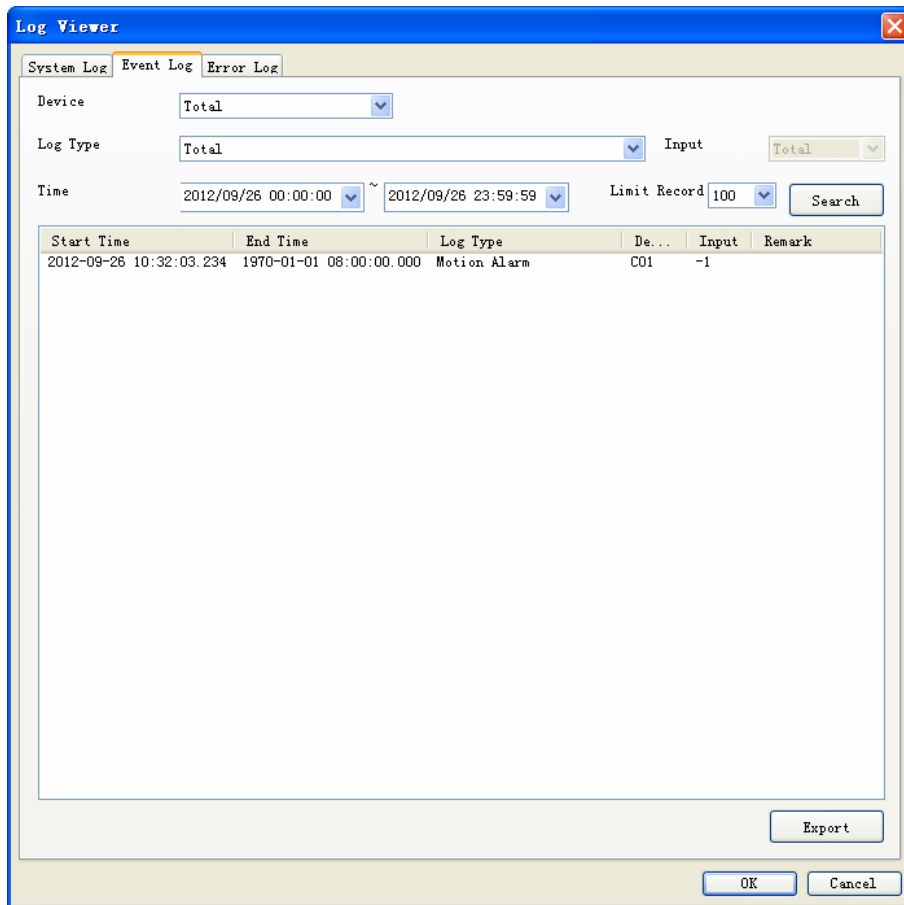 Log Viewer
System Log Event Log Error Log
Device Total
Log Type Total Input Total
Time 2012/09/26 00:00:00 ~ 2012/09/26 23:59:59 Limit Record 100 Search
Start Time End Time Log Type De... Input Remark
2012-09-26 10:32:03.234 1970-01-01 08:00:00.000 Motion Alarm C01 -1
Export
OK Cancel